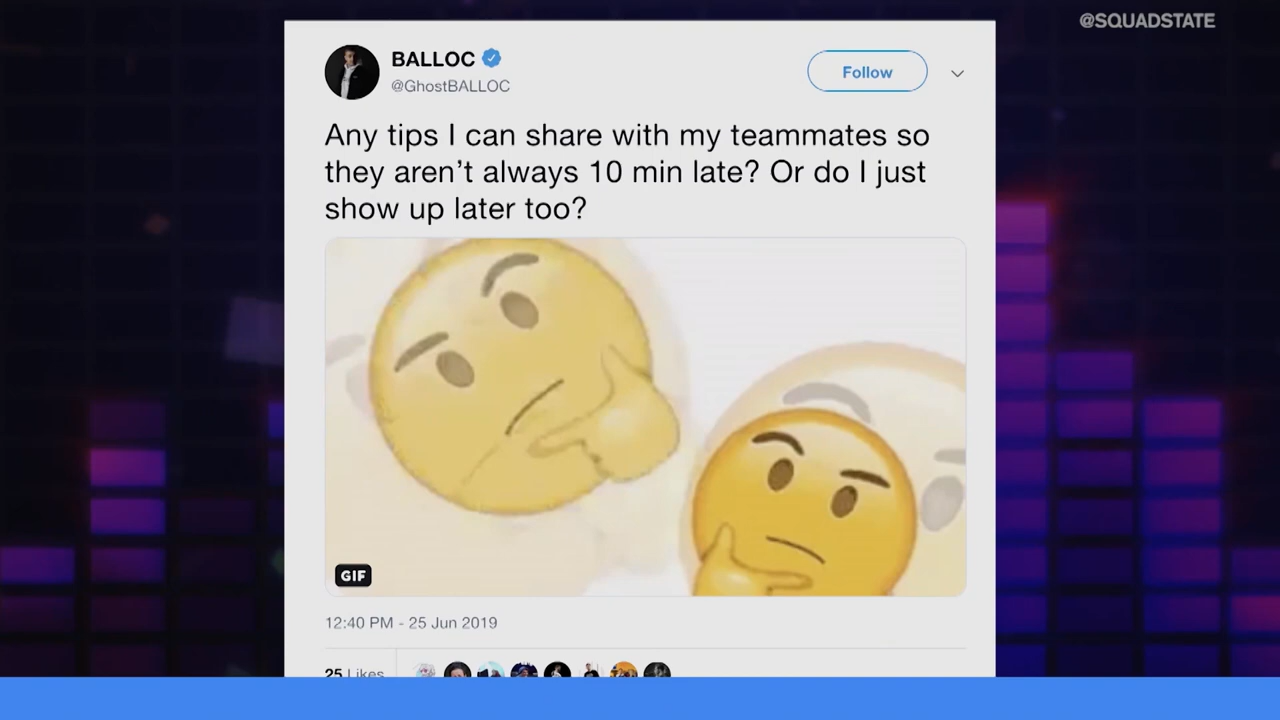 @SQUADSTATE
BALLOC
Follow
@GhostBALLOC
Any tips I can share with my teammates so
they aren’t always 10 min late? Or do I just
show up later too?
GIF
12:40 PM - 25 Jun 2019
25 Likes